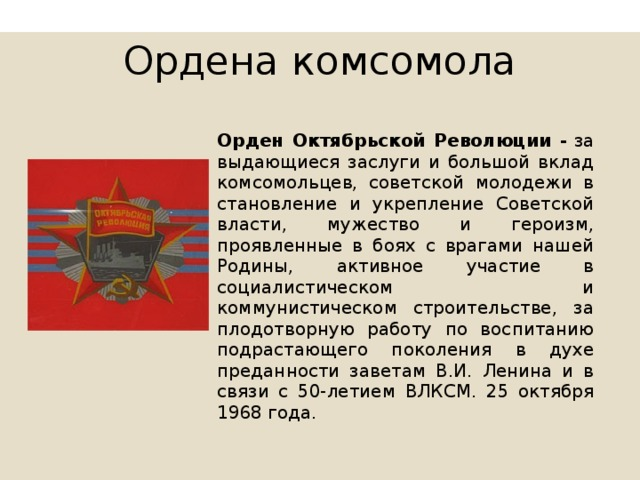 Ордена комсомола
Орден Октябрьской Революции - за
выдающиеся заслуги и большой вклад
комсомольцев, советской молодежи в
становление и укрепление Советской
власти, мужество и героизм,
проявленные в боях с врагами нашей
Родины, активное участие в
социалистическом и
коммунистическом строительстве, за
плодотворную работу по воспитанию
подрастающего поколения в духе
преданности заветам В.И. Ленина и в
связи с 50-летием ВЛКСМ. 25 октября
1968 года.
ОКТЯБРЬСКАЯ
РЕВОЛЮЦИЯ